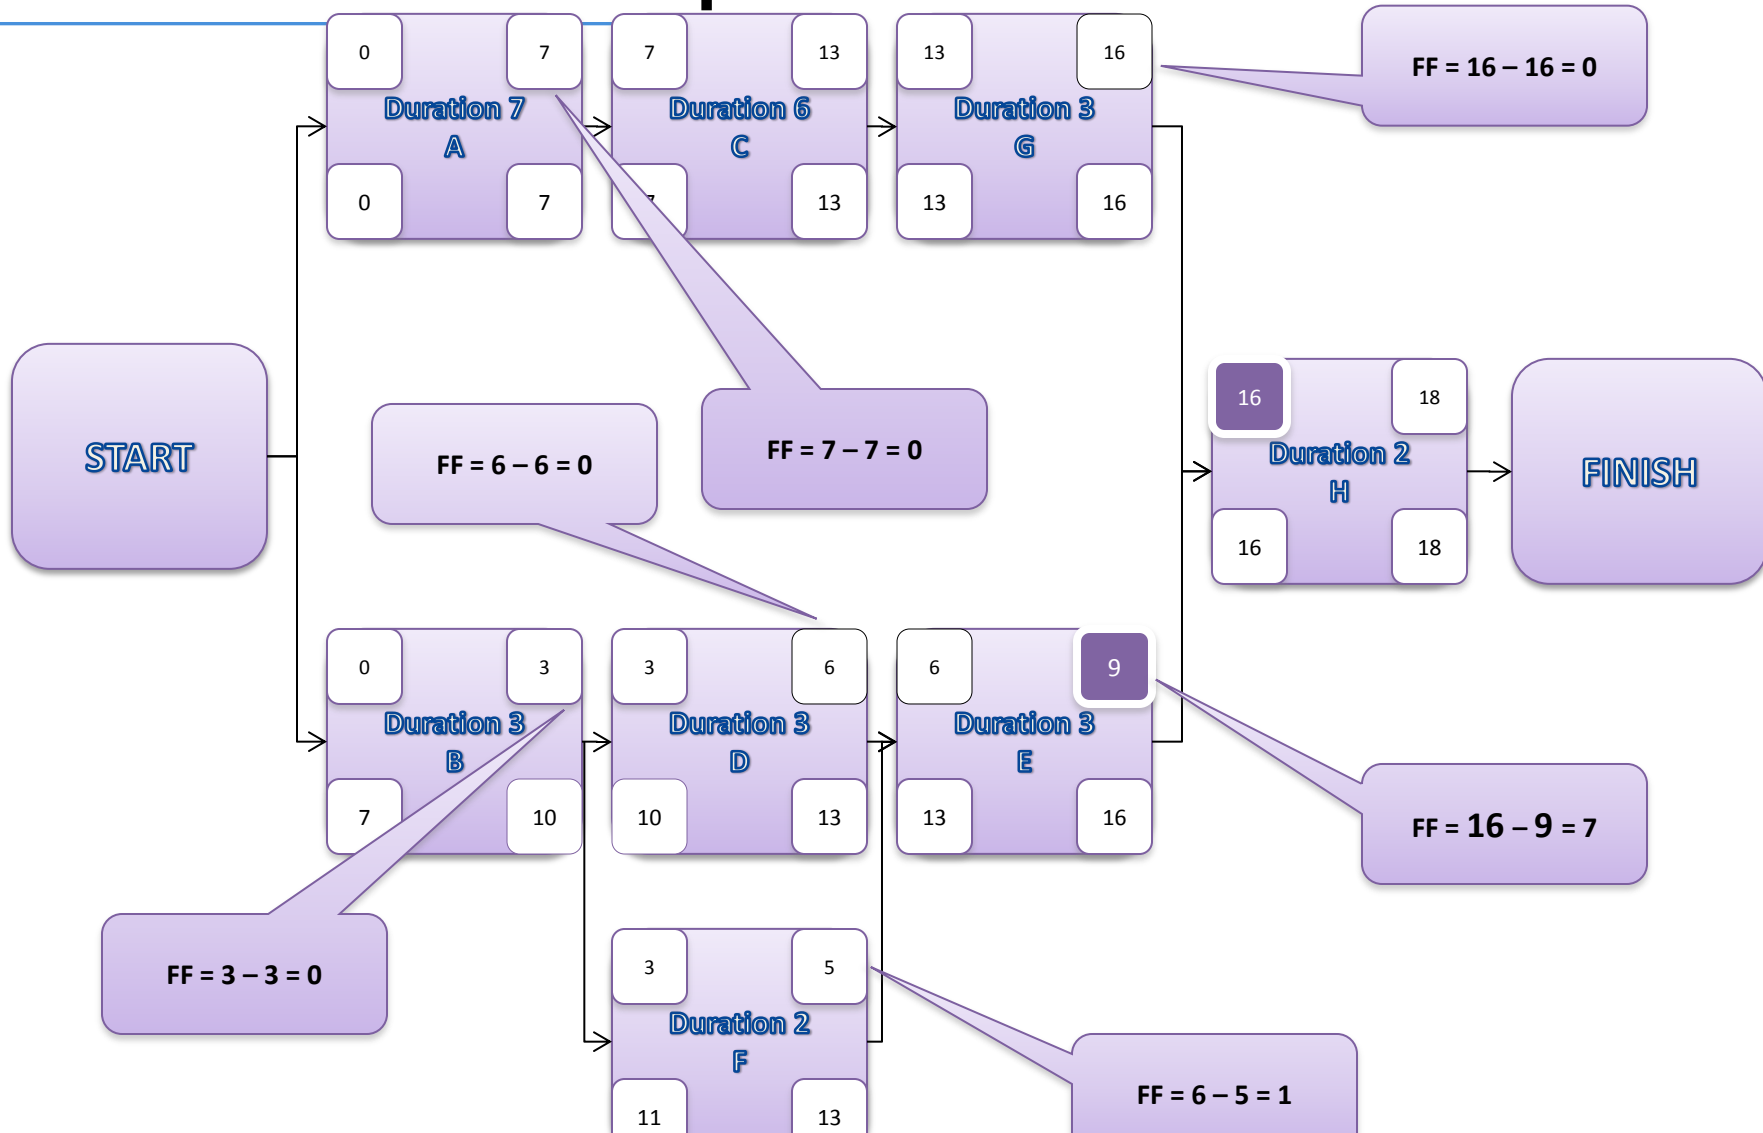 0 7 7 13 13 16
FF = 16 – 16 = 0
Duration 7
A
Duration 6
C
Duration 3
G
0 7 7 13 13 16
START
FF = 6 – 6 = 0
FF = 7 – 7 = 0
16 18
Duration 2
H
16 18
FINISH
0 3 3 6 6 9
Duration 3
B
Duration 3
D
Duration 3
E
7 10 10 13 13 16
FF = 16 – 9 = 7
FF = 3 – 3 = 0
3 5
Duration 2
F
11 13
FF = 6 – 5 = 1